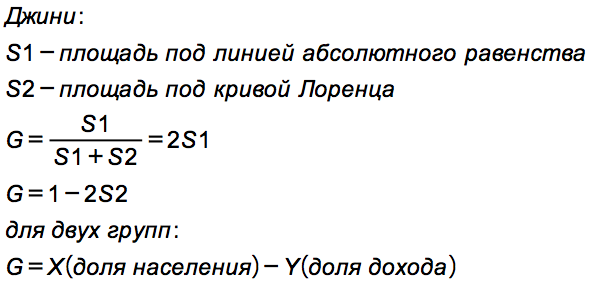 Джини:
S1 – площадь под линией абсолютного равенства
S2 – площадь под кривой Лоренца
G = S1 / (S1 + S2) = 2S1
G = 1 – 2S2
для двух групп:
G = X(доля населения) – Y(доля дохода)